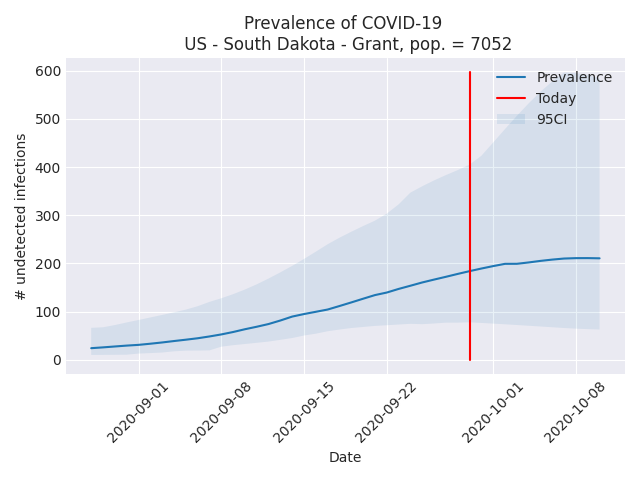 Prevalence of COVID-19
US - South Dakota - Grant, pop. = 7052
Prevalence
Today
95CI
600
500
400
300
200
100
0
# undetected infections
2020-09-01
2020-09-08
2020-09-15
2020-09-22
2020-10-01
2020-10-08
Date